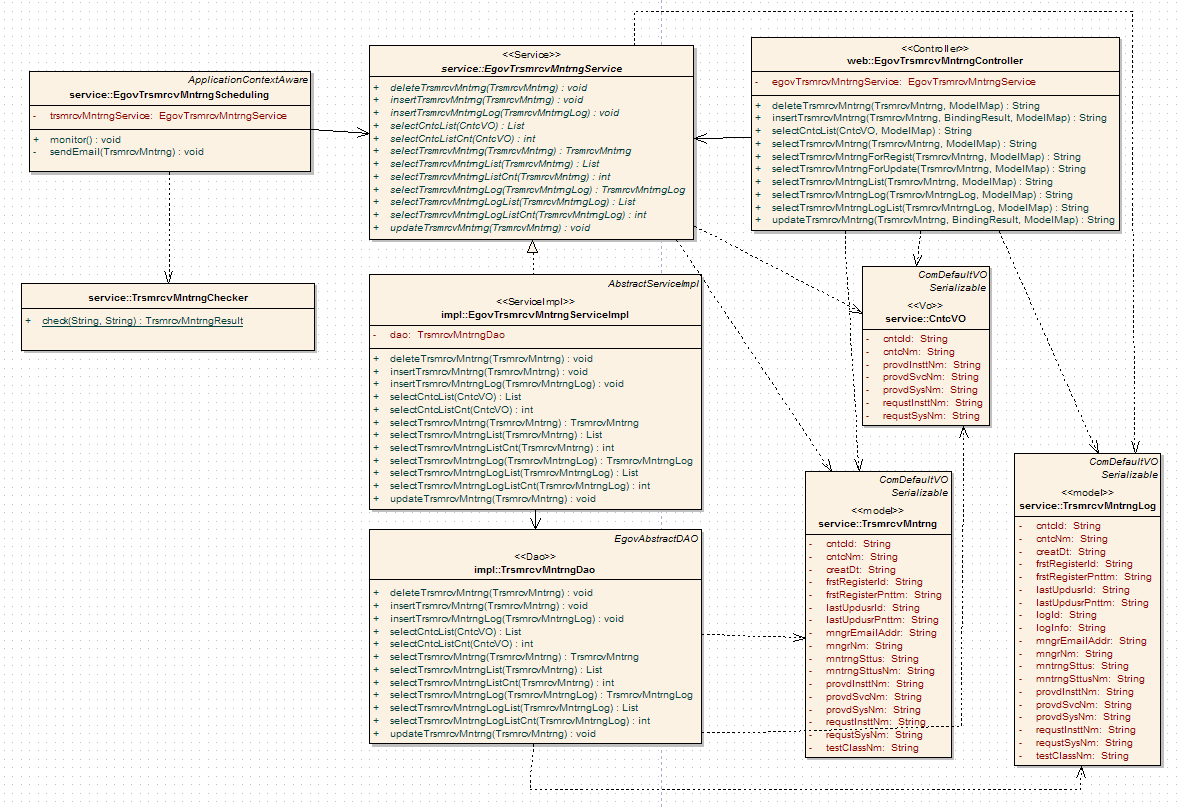 ApplicationContextAware
service::EgovTrsmrcvMntrngScheduling
- trsmrcvMntrngService: EgovTrsmrcvMntrngService
+ monitor() : void
- sendEmail(TrsmrcvMntrng) : void
service::TrsmrcvMntrngChecker
+ check(String, String) : TrsmrcvMntrngResult
<<Service>>
service::EgovTrsmrcvMntrngService
+ deleteTrsmrcvMntrng(TrsmrcvMntrng) : void
+ insertTrsmrcvMntrng(TrsmrcvMntrng) : void
+ insertTrsmrcvMntrngLog(TrsmrcvMntrngLog) : void
+ selectCntcList(CntcVO) : List
+ selectCntcListCnt(CntcVO) : int
+ selectTrsmrcvMntrng(TrsmrcvMntrng) : TrsmrcvMntrng
+ selectTrsmrcvMntrngList(TrsmrcvMntrng) : List
+ selectTrsmrcvMntrngListCnt(TrsmrcvMntrng) : int
+ selectTrsmrcvMntrngLog(TrsmrcvMntrngLog) : TrsmrcvMntrngLog
+ selectTrsmrcvMntrngLogList(TrsmrcvMntrngLog) : List
+ selectTrsmrcvMntrngLogListCnt(TrsmrcvMntrngLog) : int
+ updateTrsmrcvMntrng(TrsmrcvMntrng) : void
<<Controller>>
web::EgovTrsmrcvMntrngController
- egovTrsmrcvMntrngService: EgovTrsmrcvMntrngService
+ deleteTrsmrcvMntrng(TrsmrcvMntrng, ModelMap) : String
+ insertTrsmrcvMntrng(TrsmrcvMntrng, BindingResult, ModelMap) : String
+ selectCntcList(CntcVO, ModelMap) : String
+ selectTrsmrcvMntrng(TrsmrcvMntrng, ModelMap) : String
+ selectTrsmrcvMntrngForRegist(TrsmrcvMntrng, ModelMap) : String
+ selectTrsmrcvMntrngForUpdate(TrsmrcvMntrng, ModelMap) : String
+ selectTrsmrcvMntrngList(TrsmrcvMntrng, ModelMap) : String
+ selectTrsmrcvMntrngLog(TrsmrcvMntrngLog, ModelMap) : String
+ selectTrsmrcvMntrngLogList(TrsmrcvMntrngLog, ModelMap) : String
+ updateTrsmrcvMntrng(TrsmrcvMntrng, BindingResult, ModelMap) : String
AbstractServiceImpl
<<ServiceImpl>>
impl::EgovTrsmrcvMntrngServiceImpl
- dao: TrsmrcvMntrngDao
+ deleteTrsmrcvMntrng(TrsmrcvMntrng) : void
+ insertTrsmrcvMntrng(TrsmrcvMntrng) : void
+ insertTrsmrcvMntrngLog(TrsmrcvMntrngLog) : void
+ selectCntcList(CntcVO) : List
+ selectCntcListCnt(CntcVO) : int
+ selectTrsmrcvMntrng(TrsmrcvMntrng) : TrsmrcvMntrng
+ selectTrsmrcvMntrngList(TrsmrcvMntrng) : List
+ selectTrsmrcvMntrngListCnt(TrsmrcvMntrng) : int
+ selectTrsmrcvMntrngLog(TrsmrcvMntrngLog) : TrsmrcvMntrngLog
+ selectTrsmrcvMntrngLogList(TrsmrcvMntrngLog) : List
+ selectTrsmrcvMntrngLogListCnt(TrsmrcvMntrngLog) : int
+ updateTrsmrcvMntrng(TrsmrcvMntrng) : void
EgovAbstractDAO
<<Dao>>
impl::TrsmrcvMntrngDao
+ deleteTrsmrcvMntrng(TrsmrcvMntrng) : void
+ insertTrsmrcvMntrng(TrsmrcvMntrng) : void
+ insertTrsmrcvMntrngLog(TrsmrcvMntrngLog) : void
+ selectCntcList(CntcVO) : List
+ selectCntcListCnt(CntcVO) : int
+ selectTrsmrcvMntrng(TrsmrcvMntrng) : TrsmrcvMntrng
+ selectTrsmrcvMntrngList(TrsmrcvMntrng) : List
+ selectTrsmrcvMntrngListCnt(TrsmrcvMntrng) : int
+ selectTrsmrcvMntrngLog(TrsmrcvMntrngLog) : TrsmrcvMntrngLog
+ selectTrsmrcvMntrngLogList(TrsmrcvMntrngLog) : List
+ selectTrsmrcvMntrngLogListCnt(TrsmrcvMntrngLog) : int
+ updateTrsmrcvMntrng(TrsmrcvMntrng) : void
ComDefaultVO
Serializable
<<Vo>>
service::CntcVO
- cntcId: String
- cntcNm: String
- provdInsttNm: String
- provdSvcNm: String
- provdSysNm: String
- requstInsttNm: String
- requstSysNm: String
ComDefaultVO
Serializable
<<model>>
service::TrsmrcvMntrng
- cntcId: String
- cntcNm: String
- creatDt: String
- frstRegisterId: String
- frstRegisterPnttm: String
- lastUpdusrId: String
- lastUpdusrPnttm: String
- mngrEmailAddr: String
- mngrNm: String
- mntrngSttus: String
- mntrngSttusNm: String
- provdInsttNm: String
- provdSvcNm: String
- provdSysNm: String
- requstInsttNm: String
- requstSysNm: String
- testClassNm: String
ComDefaultVO
Serializable
<<model>>
service::TrsmrcvMntrngLog
- cntcId: String
- cntcNm: String
- creatDt: String
- frstRegisterId: String
- frstRegisterPnttm: String
- lastUpdusrId: String
- lastUpdusrPnttm: String
- logId: String
- logInfo: String
- mngrEmailAddr: String
- mngrNm: String
- mntrngSttus: String
- mntrngSttusNm: String
- provdInsttNm: String
- provdSvcNm: String
- provdSysNm: String
- requstInsttNm: String
- requstSysNm: String
- testClassNm: String